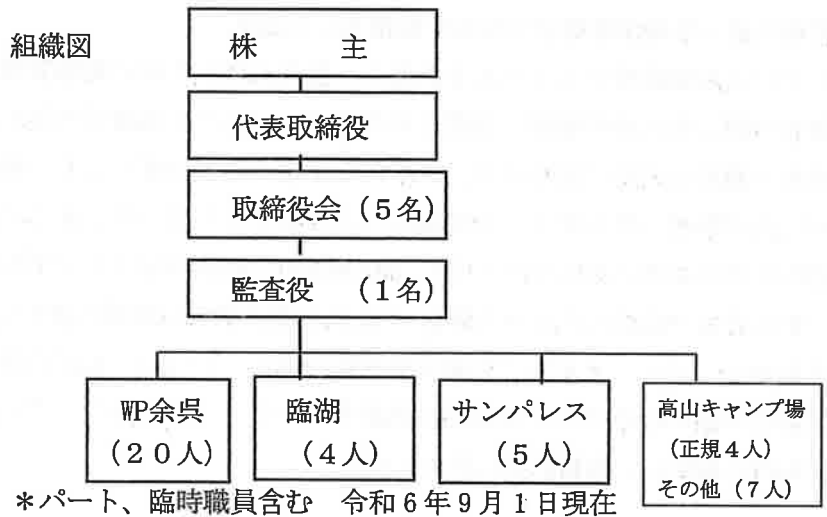 組織図
株　　　主
代表取締役
取締役会（5名）
監査役　（1名）
WP余呉
（20人）
臨湖
（4人）
サンパレス
（5人）
高山キャンプ場
（正規4人）
その他（7人）
＊パート、臨時職員含む　令和6年9月1日現在